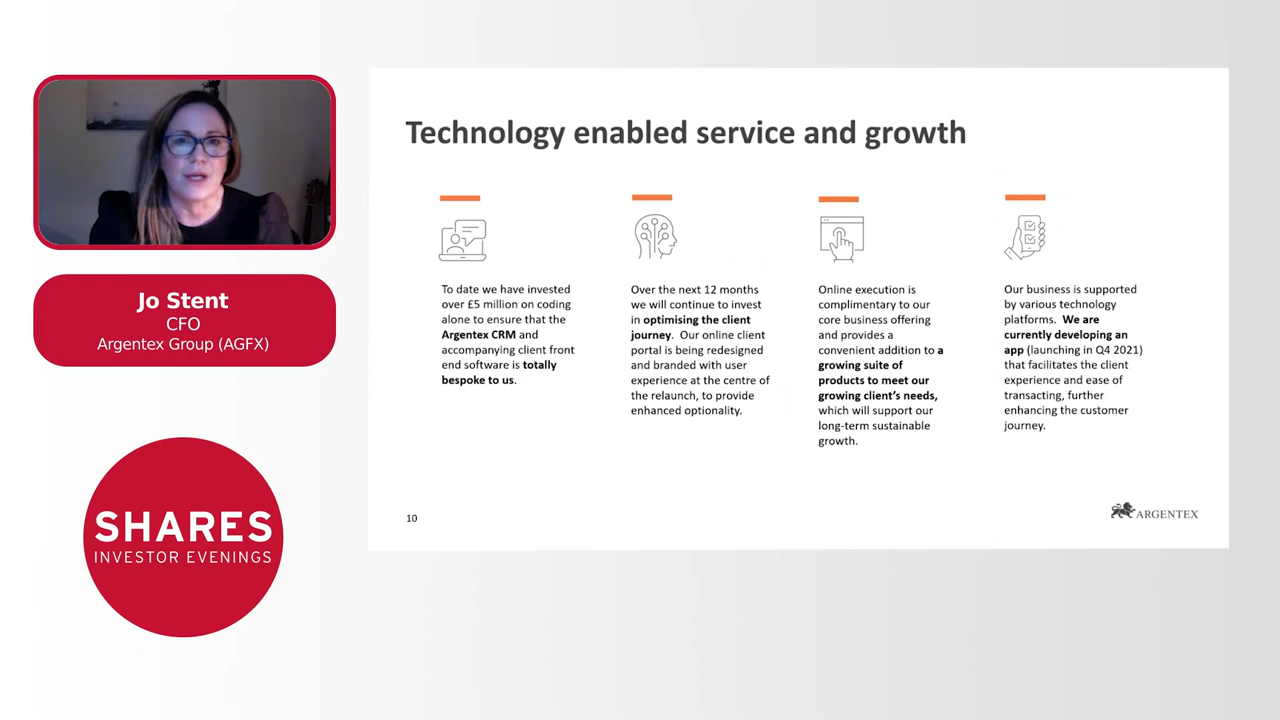 Jo Stent
CFO
Argentex Group (AGFX)
SHARES
INVESTOR EVENINGS
Technology enabled service and growth
To date we have invested
over £5 million on coding
alone to ensure that the
Argentex CRM and
accompanying client front
end software is totally
bespoke to us.
Over the next 12 months
we will continue to invest
in optimising the client
journey. Our online client
portal is being redesigned
and branded with user
experience at the centre of
the relaunch, to provide
enhanced optionality.
Online execution is
complimentary to our
core business offering
and provides a
convenient addition to a
growing suite of
products to meet our
growing client's needs,
which will support our
long-term sustainable
growth.
Our business is supported
by various technology
platforms. We are
currently developing an
app (launching in Q4 2021)
that facilitates the client
experience and ease of
transacting, further
enhancing the customer
journey.
10
ARGENTEX